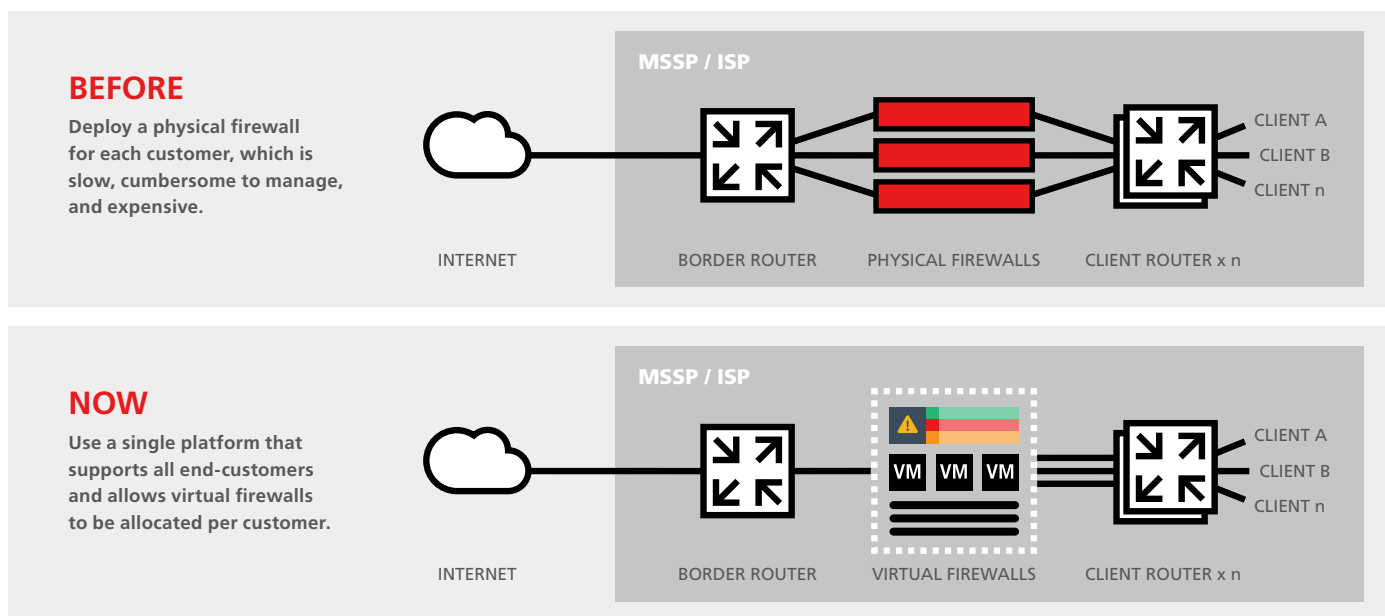 MSSP / ISP
BEFORE
Deploy a physical firewall
for each customer, which is
slow, cumbersome to manage,
and expensive.
CLIENT A
CLIENT B
CLIENT n
INTERNET
BORDER ROUTER
PHYSICAL FIREWALLS
CLIENT ROUTER x n
MSSP / ISP
NOW
Use a single platform that
supports all end-customers
and allows virtual firewalls
to be allocated per customer.
!
VM VM VM
CLIENT A
CLIENT B
CLIENT n
INTERNET
BORDER ROUTER
VIRTUAL FIREWALLS
CLIENT ROUTER x n